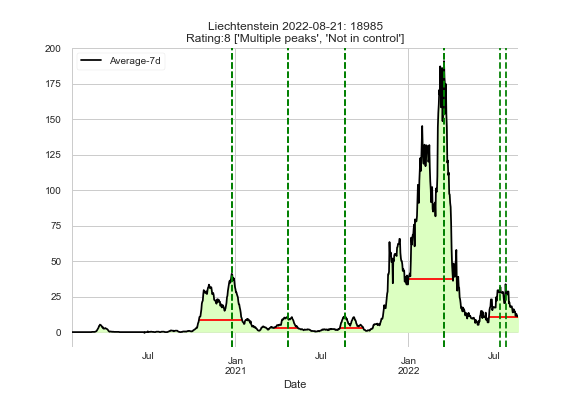 Liechtenstein 2022-08-21: 18985
Rating:8 ['Multiple peaks', 'Not in control']
Average-7d
200
175
150
125
100
75
50
25
0
Jul
Jan
2021
Jul
Jan
2022
Jul
Date